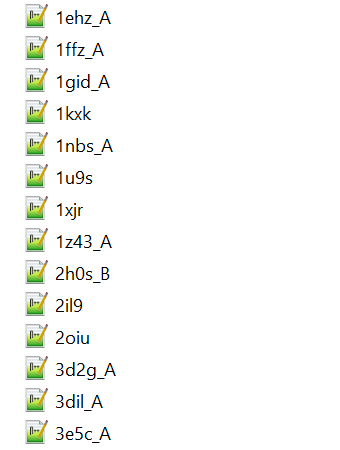 1ehz_A
1ffz_A
1gid_A
1kxk
1nbs_A
1u9s
1xjr
1z43_A
2h0s_B
2il9
2oiu
3d2g_A
3dil_A
3e5c_A